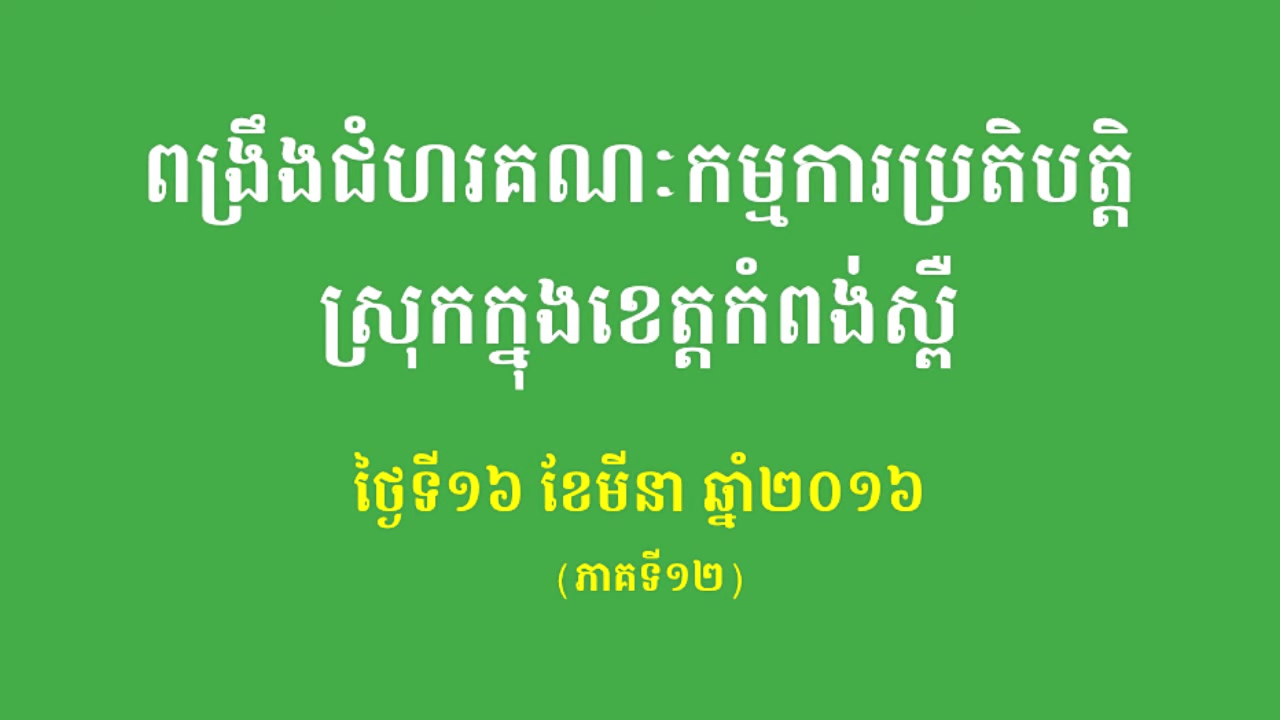 ពង្រឹងជំហរគណៈកម្មការប្រតិបត្តិ
ស្រុកក្នុងខេត្តកំពង់ស្ពឺ
ថ្ងៃទី១៦ ខែមីនា ឆ្នាំ២០១៦
(ភាគទី១២)